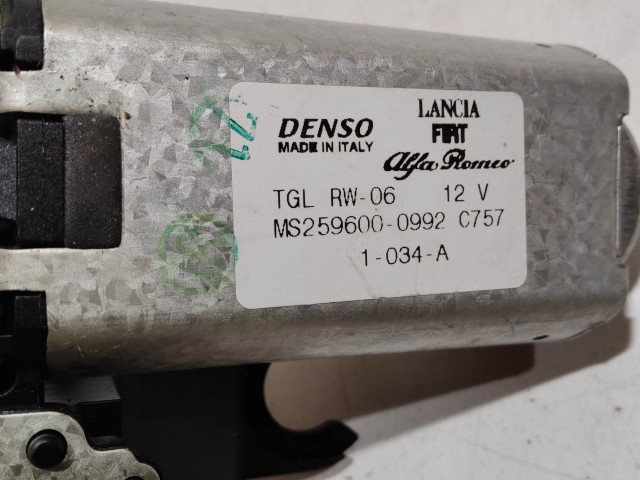 DENSO
MADE IN ITALY
LANCIA
FIAT
Alfa Romeo
TGL RW-06 12 V
MS259600-0992 C757
1-034-A